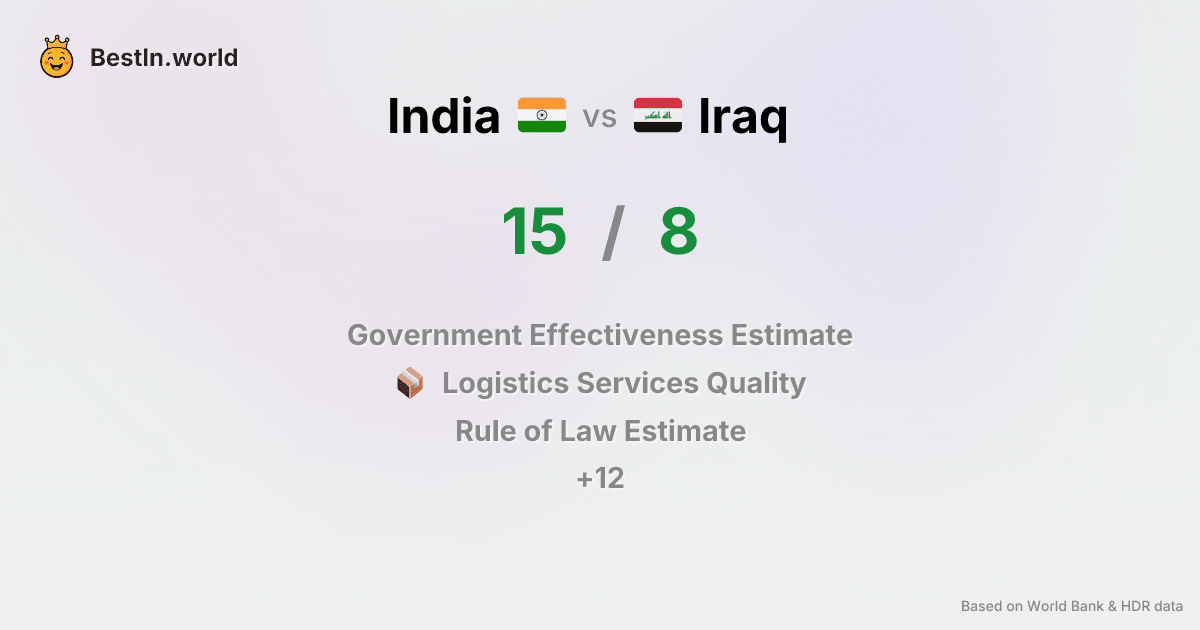 BestIn.world
India vs Iraq
15 / 8
Government Effectiveness Estimate
Logistics Services Quality
Rule of Law Estimate
+12
Based on World Bank & HDR data